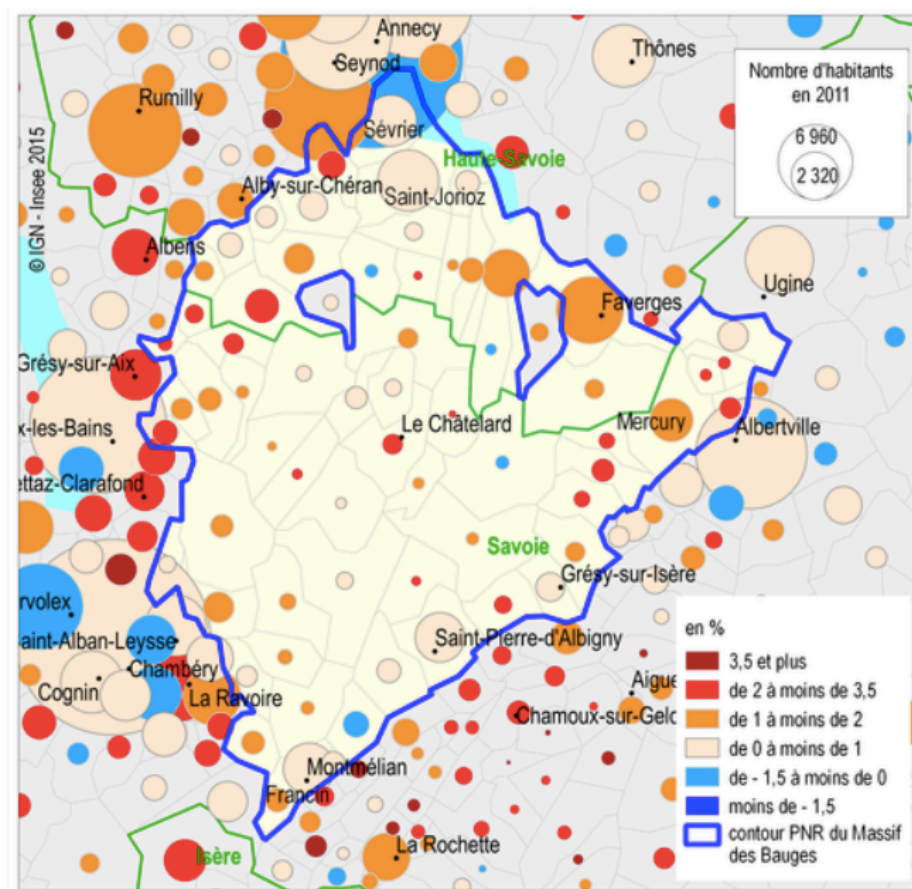 Annecy
Seynod
Thônes
Nombre d'habitants
en 2011
6 960
2 320
Rumilly
Sévrier
Haute-Savoie
© IGN - Insee 2015
Alby-sur-Chéran
Saint-Jorioz
Albens
Ugine
Faverges
Grésy-sur-Aix
x-les-Bains
Le Châtelard
Mercury
Albertville
ettaz-Clarafond
Savoie
Grésy-sur-Isère
rvolex
aint-Alban-Leysse
Saint-Pierre-d'Albigny
Chambéry
Cognin
La Ravoire
Aigue
Chamoux-sur-Gelo
Montmélian
Francin
La Rochette
Isère
en %
3,5 et plus
de 2 à moins de 3,5
de 1 à moins de 2
de 0 à moins de 1
de - 1,5 à moins de 0
moins de - 1,5
contour PNR du Massif
des Bauges